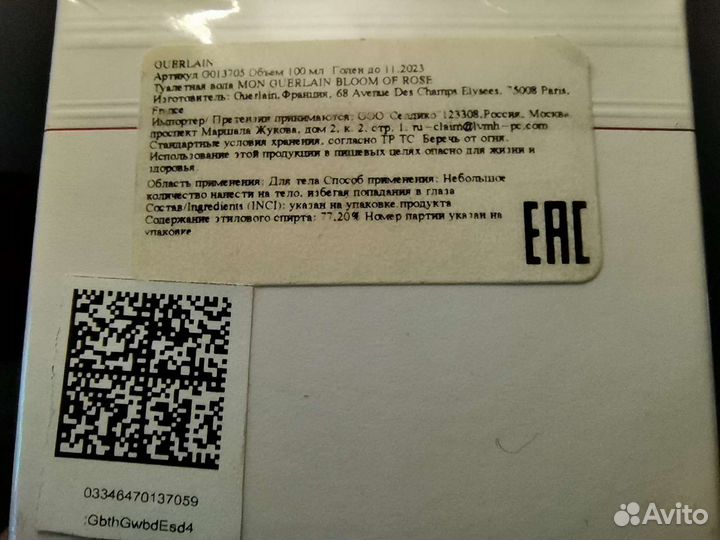 GUERLAIN
Артикул G013705 Объем 100 мл Годен до 11.2023
Туалетная вода MON GUERLAIN BLOOM OF ROSE
Изготовитель: Guerlain, Франция, 68 Avenue Des Champs Elysees, 75008 Paris,
France
Импортер/ Претензии принимаются: ООО Селдико 123308,Россия, Москва,
проспект Маршала Жукова, дом 2, к. 2, стр. 1. ru-claim@lvmh-pc.com
Стандартные условия хранения, согласно ТР ТС Беречь от огня.
Использование этой продукции в пищевых целях опасно для жизни и
здоровья.
Область применения: Для тела Способ применения: Небольшое
количество нанести на тело, избегая попадания в глаза
Состав/Ingredients (INCI): указан на упаковке продукта
Содержание этилового спирта: 77,20% Номер партии указан на
упаковке
EAC
03346470137059
:GbthGwbdEsd4
Avito